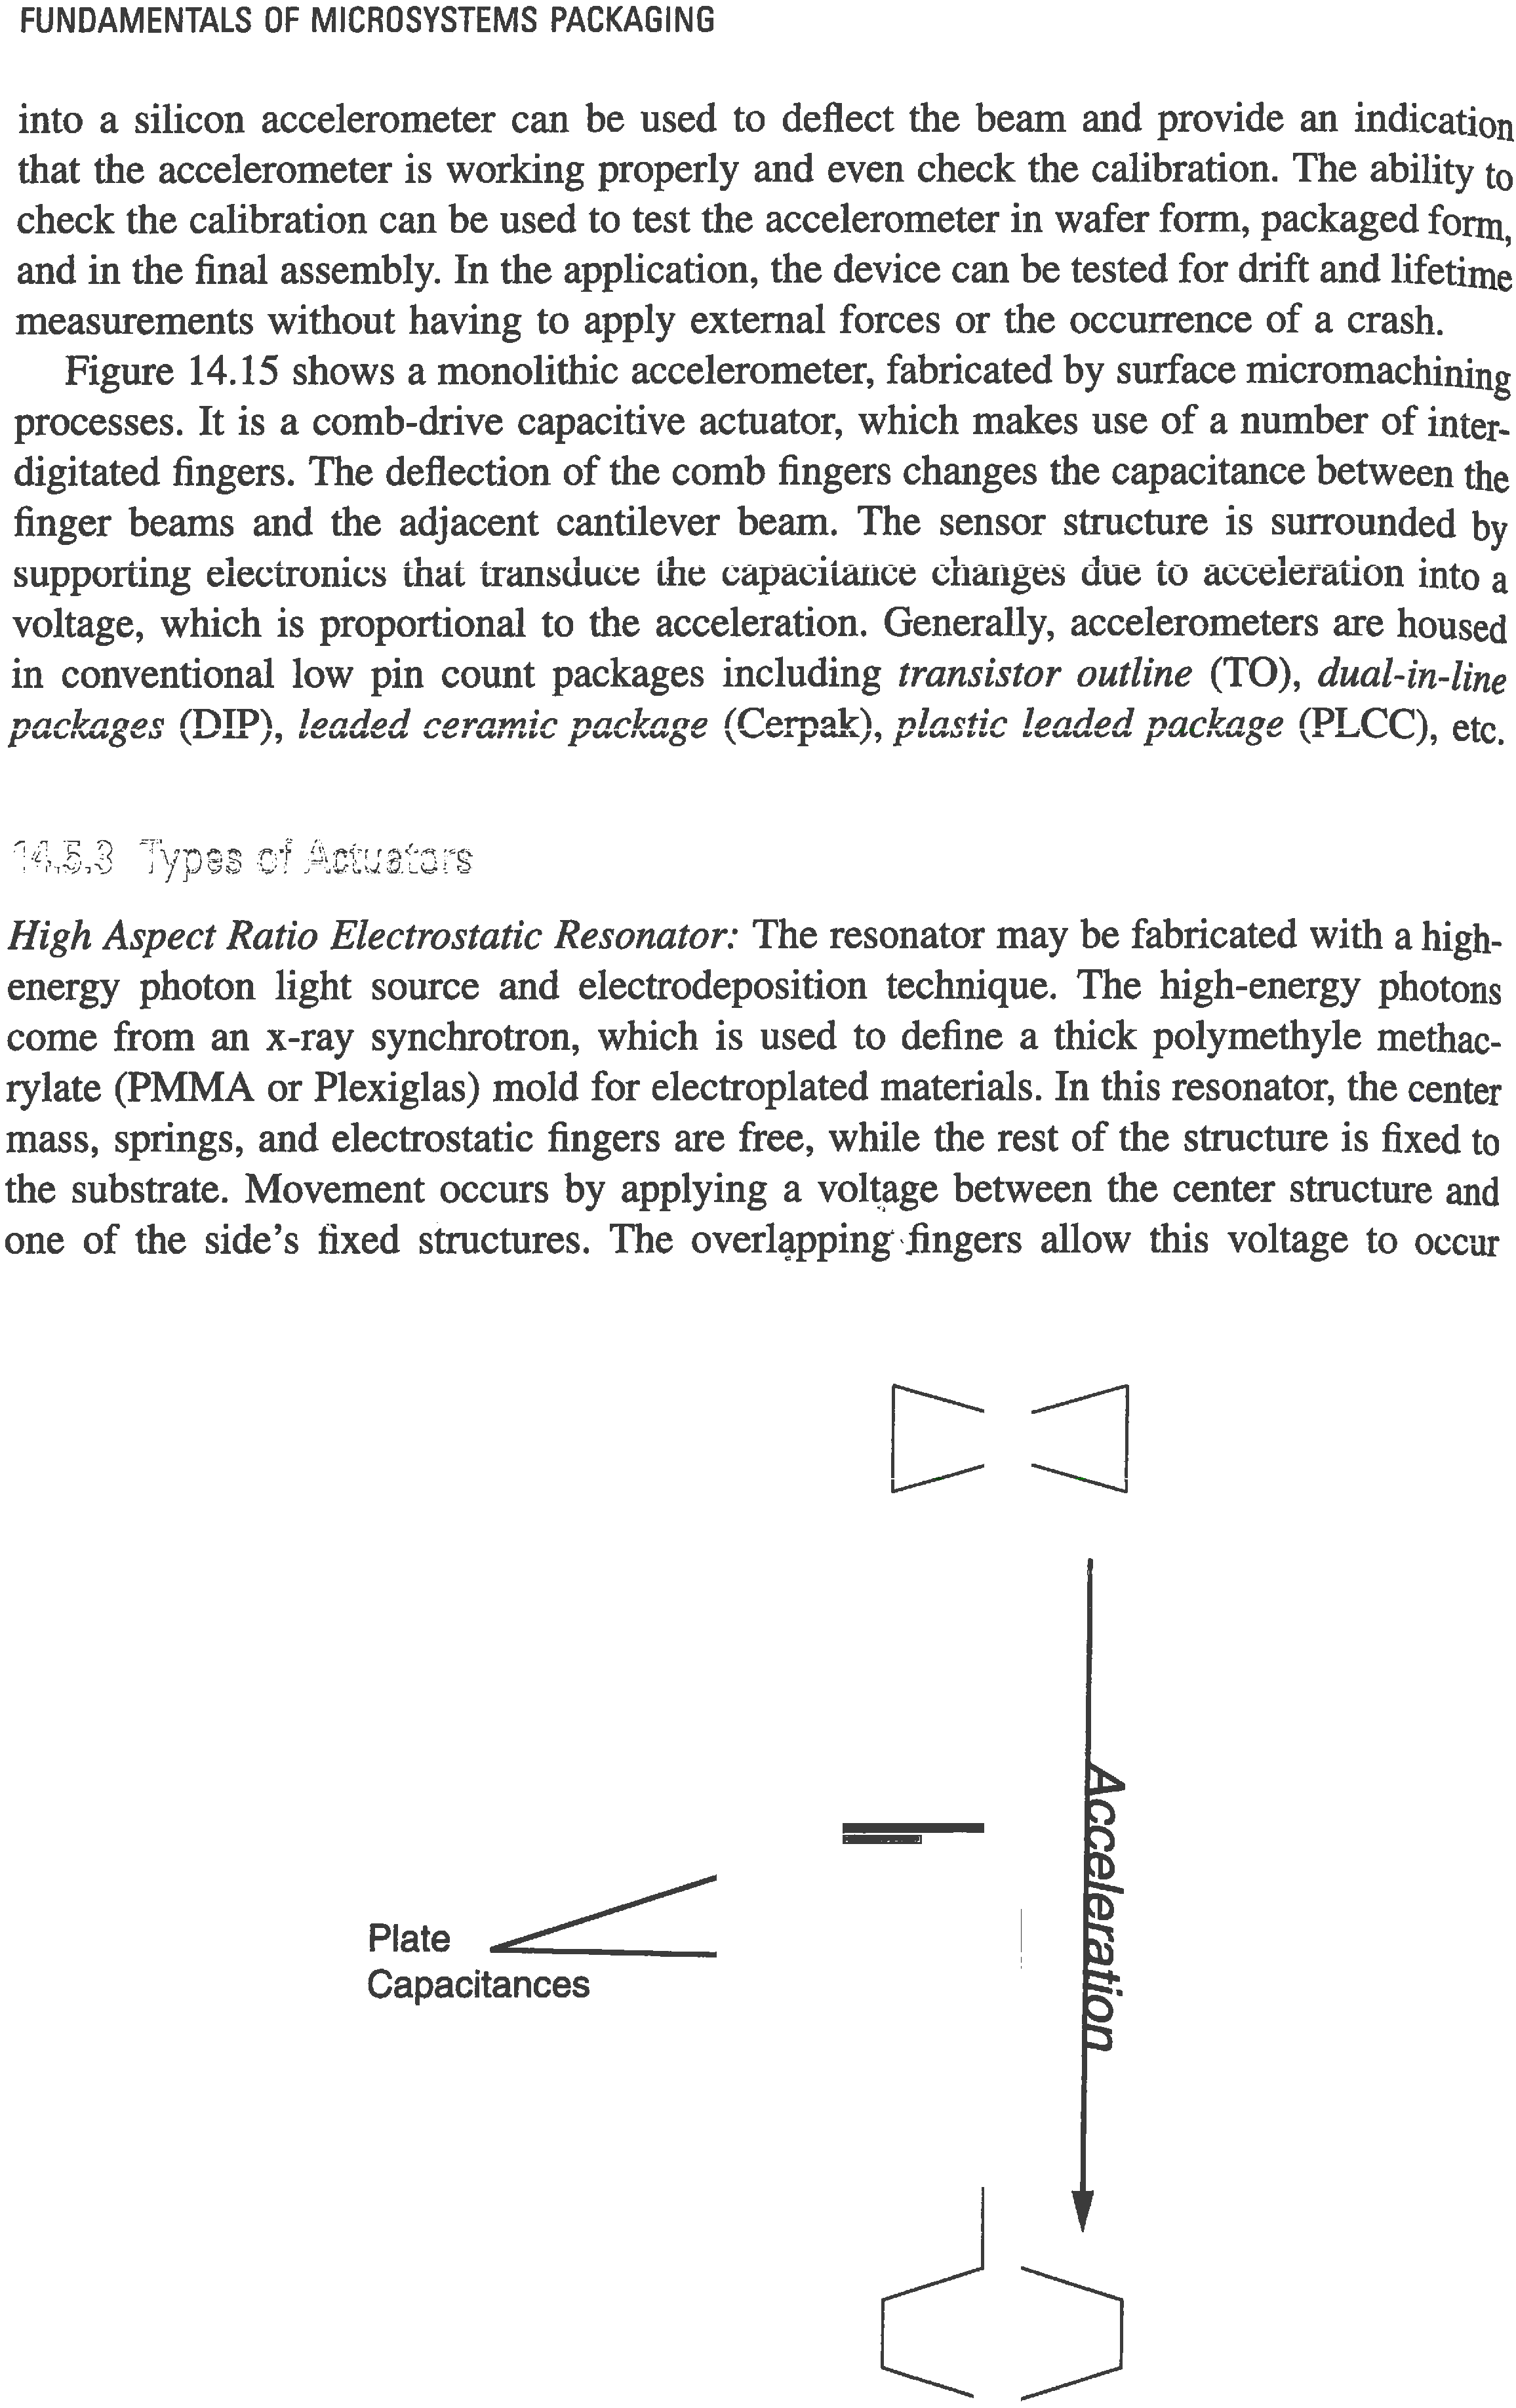 FUNDAMENTALS OF MICROSYSTEMS PACKAGING
into a silicon accelerometer can be used to deflect the beam and provide an indication
that the accelerometer is working properly and even check the calibration. The ability to
check the calibration can be used to test the accelerometer in wafer form, packaged form,
and in the final assembly. In the application, the device can be tested for drift and lifetime
measurements without having to apply external forces or the occurrence of a crash.
Figure 14.15 shows a monolithic accelerometer, fabricated by surface micromachining
processes. It is a comb-drive capacitive actuator, which makes use of a number of inter-
digitated fingers. The deflection of the comb fingers changes the capacitance between the
finger beams and the adjacent cantilever beam. The sensor structure is surrounded by
supporting electronics that transduce the capacitance changes due to acceleration into a
voltage, which is proportional to the acceleration. Generally, accelerometers are housed
in conventional low pin count packages including transistor outline (TO), dual-in-line
packages (DIP), leaded ceramic package (Cerpak), plastic leaded package (PLCC), etc.
14.5.3 Types of Actuators
High Aspect Ratio Electrostatic Resonator: The resonator may be fabricated with a high-
energy photon light source and electrodeposition technique. The high-energy photons
come from an x-ray synchrotron, which is used to define a thick polymethyle methac-
rylate (PMMA or Plexiglas) mold for electroplated materials. In this resonator, the center
mass, springs, and electrostatic fingers are free, while the rest of the structure is fixed to
the substrate. Movement occurs by applying a voltage between the center structure and
one of the side's fixed structures. The overlapping fingers allow this voltage to occur
Acceleration
Plate
Capacitances